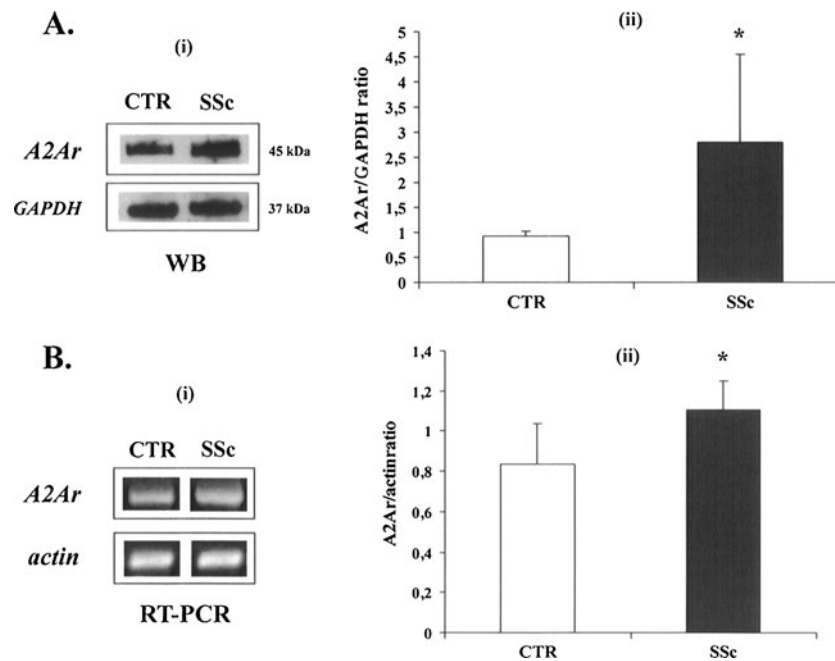 A.
(i)
CTR SSc
A2Ar
45 kDa
GAPDH
37 kDa
WB
(ii)
A2Ar/GAPDH ratio
5
4,5
4
3,5
3
2,5
2
1,5
1
0,5
0
*
CTR
SSc
B.
(i)
CTR SSc
A2Ar
actin
RT-PCR
(ii)
A2Ar/actinratio
1,4
1,2
1
0,8
0,6
0,4
0,2
0
*
CTR
SSc